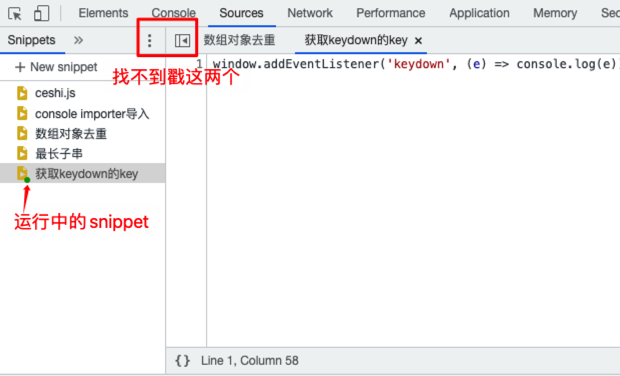 Elements Console Sources Network Performance Application Memory Sec
Snippets » 数组对象去重 获取keydown的key ×
+ New snippet
1 window.addEventListener('keydown', (e) => console.log(e)
找不到戳这两个
ceshi.js
console importer导入
数组对象去重
最长子串
获取keydown的key
运行中的snippet
{} Line 1, Column 58